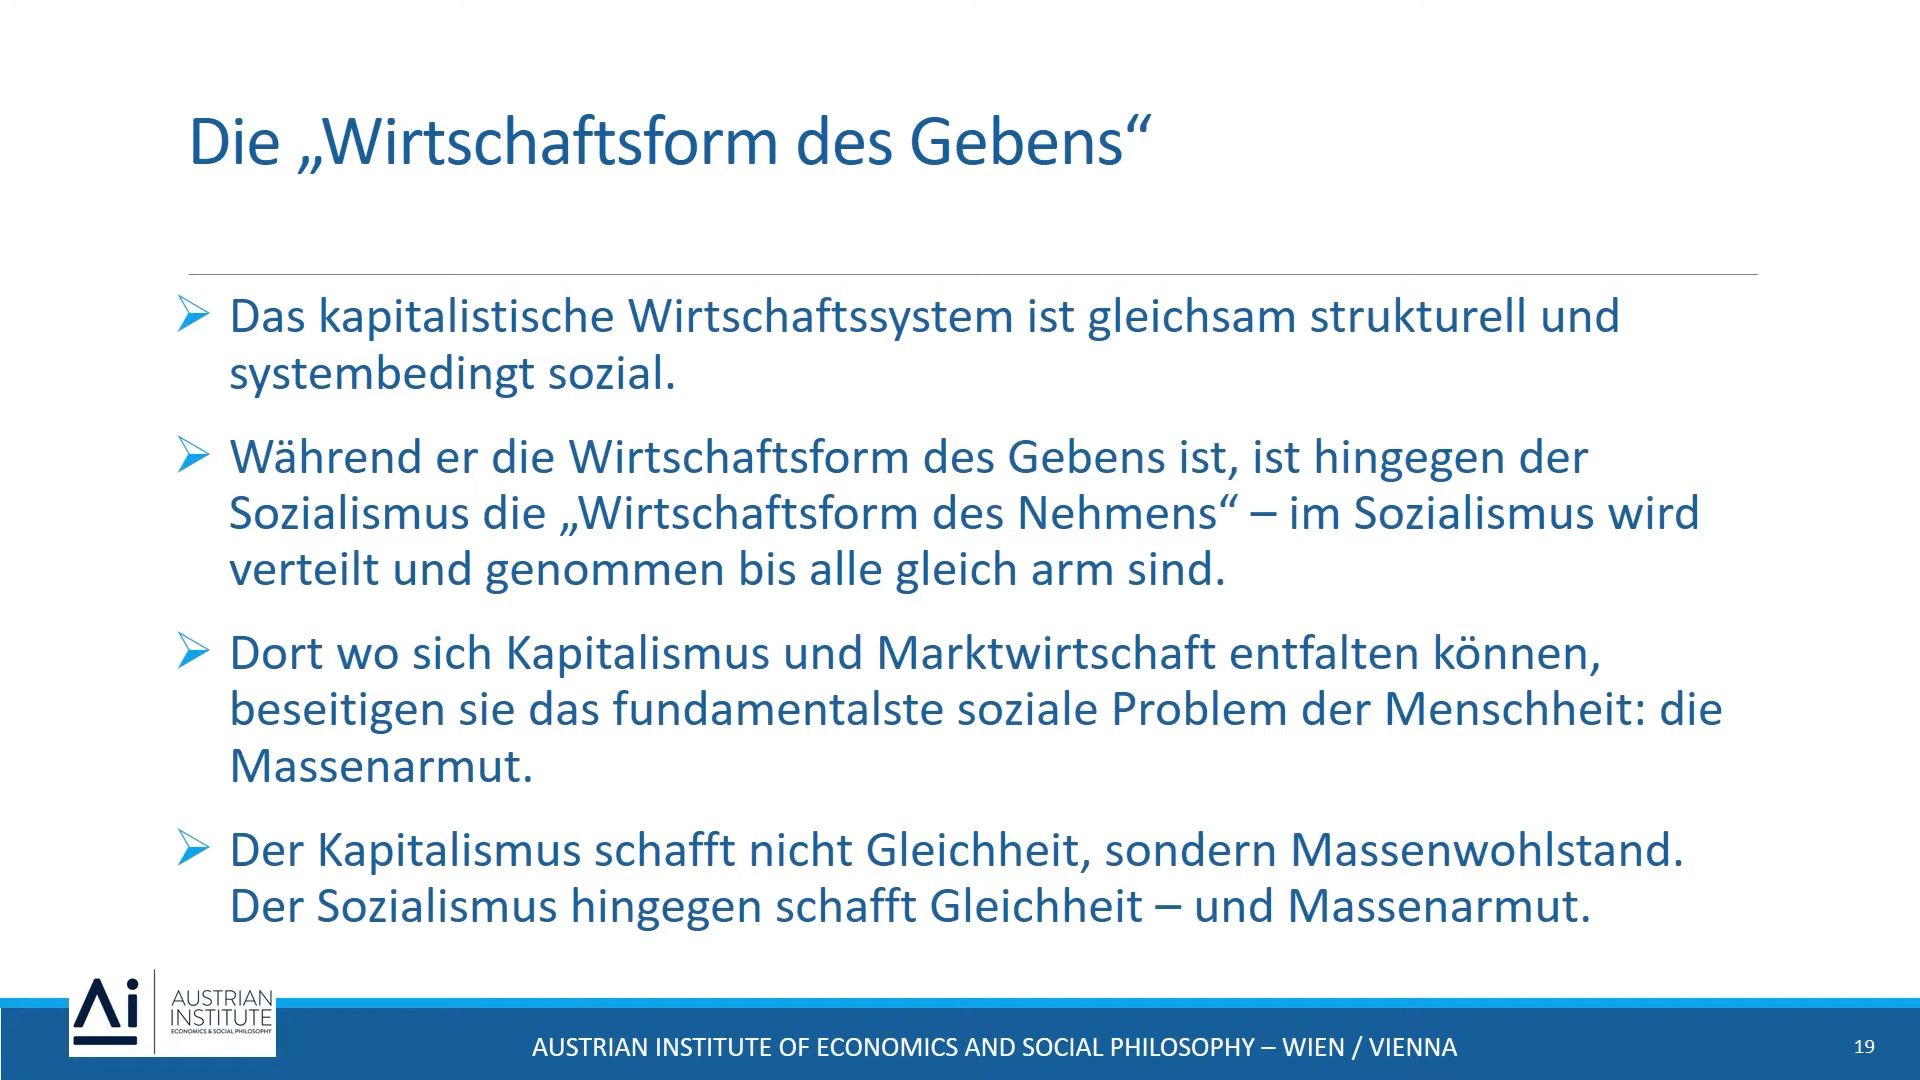 Die „Wirtschaftsform des Gebens“
Das kapitalistische Wirtschaftssystem ist gleichsam strukturell und
systembedingt sozial.
Während er die Wirtschaftsform des Gebens ist, ist hingegen der
Sozialismus die „Wirtschaftsform des Nehmens“ – im Sozialismus wird
verteilt und genommen bis alle gleich arm sind.
Dort wo sich Kapitalismus und Marktwirtschaft entfalten können,
beseitigen sie das fundamentalste soziale Problem der Menschheit: die
Massenarmut.
Der Kapitalismus schafft nicht Gleichheit, sondern Massenwohlstand.
Der Sozialismus hingegen schafft Gleichheit – und Massenarmut.
Ai
AUSTRIAN
INSTITUTE
ECONOMICS & SOCIAL PHILOSOPHY
AUSTRIAN INSTITUTE OF ECONOMICS AND SOCIAL PHILOSOPHY – WIEN / VIENNA
19